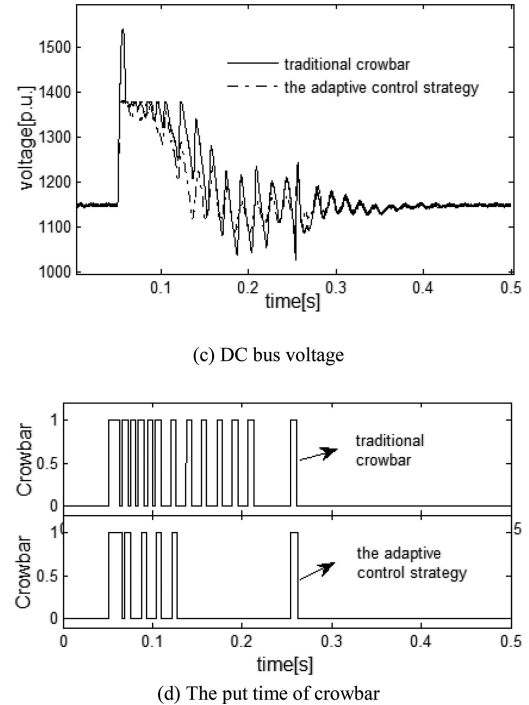 1500
1400
1300
1200
1100
1000
voltage[p.u.]
traditional crowbar
the adaptive control strategy
0.1 0.2 0.3 0.4 0.5
time[s]
(c) DC bus voltage
1
0.5
0
Crowbar
traditional
crowbar
0 5
1
0.5
0
Crowbar
the adaptive
control strategy
0 0.1 0.2 0.3 0.4 0.5
time[s]
(d) The put time of crowbar